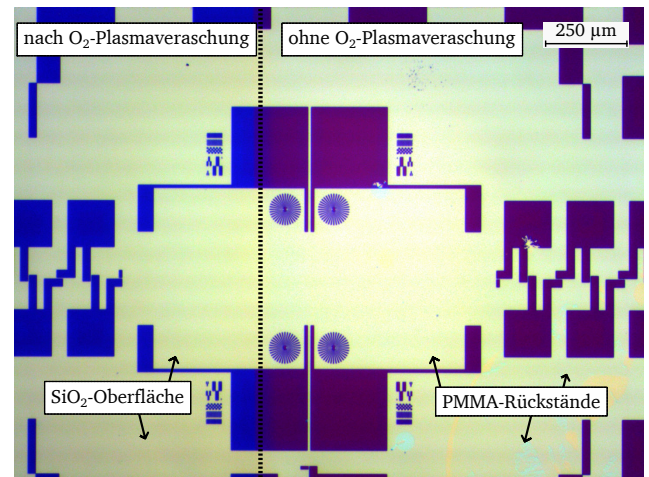 nach O₂-Plasmaveraschung
ohne O₂-Plasmaveraschung
250 µm
SiO₂-Oberfläche
PMMA-Rückstände